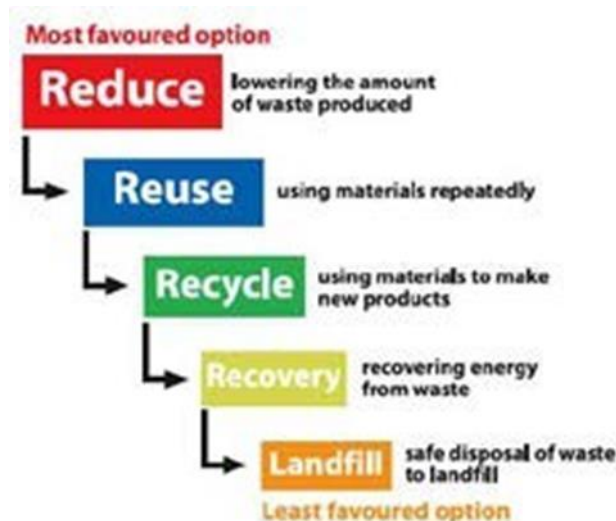 Most favoured option
Reduce
lowering the amount
of waste produced
Reuse
using materials repeatedly
Recycle
using materials to make
new products
Recovery
recovering energy
from waste
Landfill
safe disposal of waste
to landfill
Least favoured option